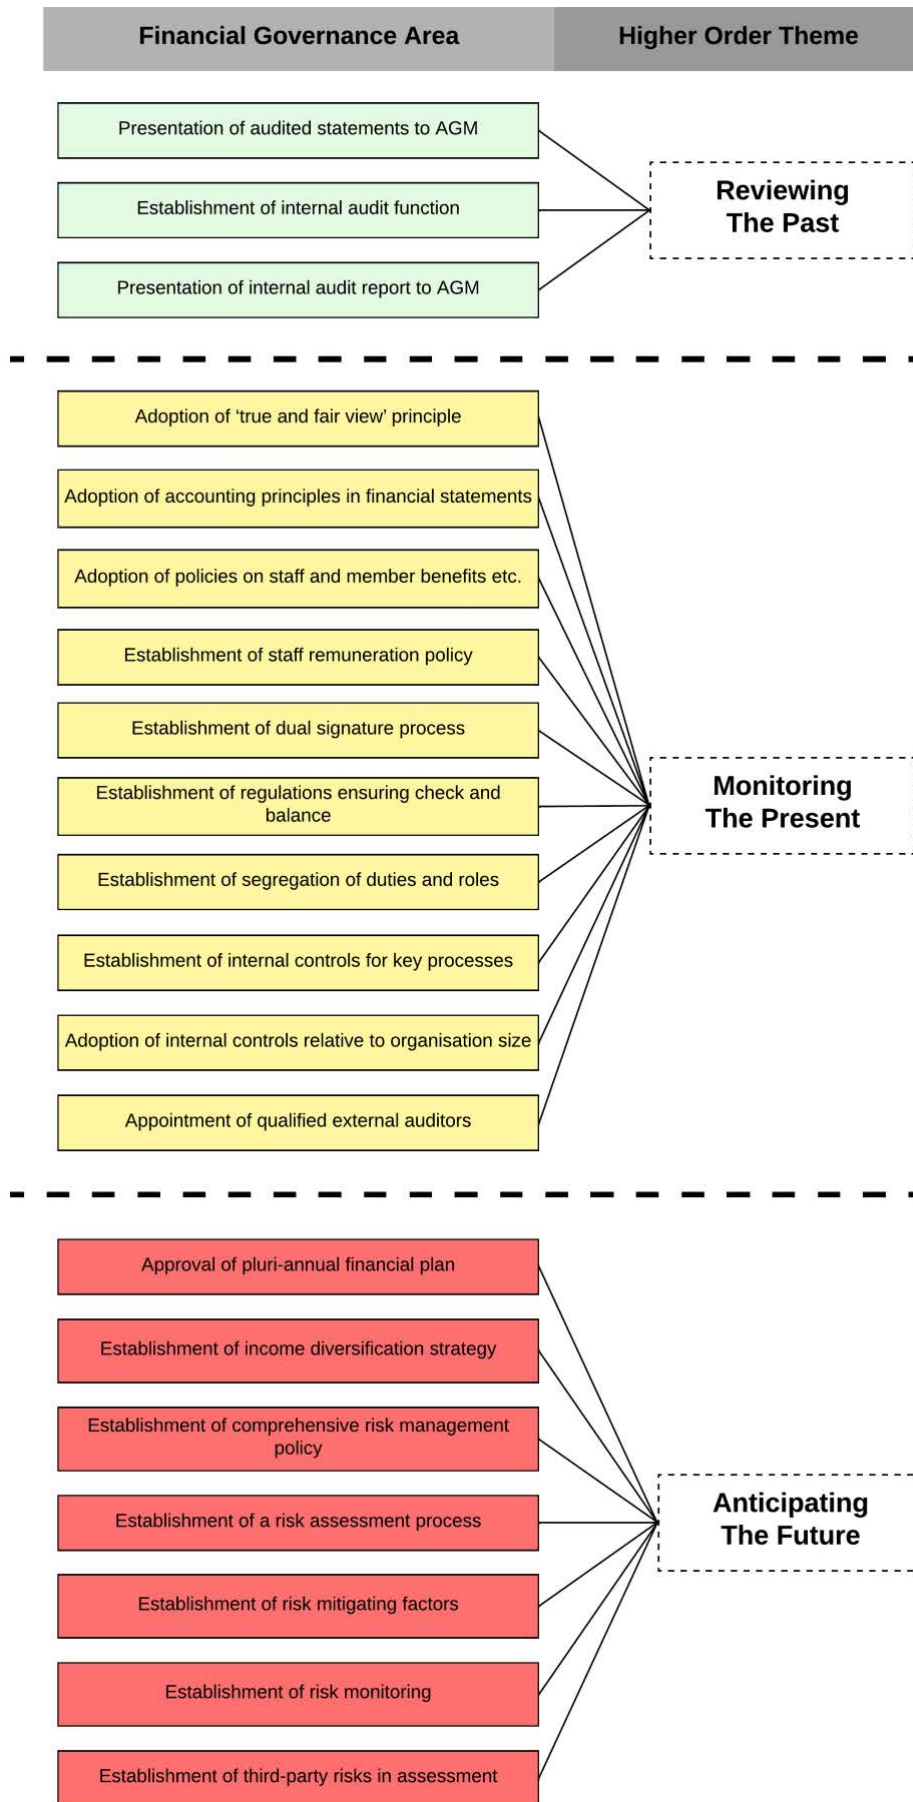 Financial Governance Area
Higher Order Theme
Presentation of audited statements to AGM
Establishment of internal audit function
Presentation of internal audit report to AGM
Reviewing
The Past
Adoption of ‘true and fair view’ principle
Adoption of accounting principles in financial statements
Adoption of policies on staff and member benefits etc.
Establishment of staff remuneration policy
Establishment of dual signature process
Establishment of regulations ensuring check and
balance
Establishment of segregation of duties and roles
Establishment of internal controls for key processes
Adoption of internal controls relative to organisation size
Appointment of qualified external auditors
Monitoring
The Present
Approval of pluri-annual financial plan
Establishment of income diversification strategy
Establishment of comprehensive risk management
policy
Establishment of a risk assessment process
Establishment of risk mitigating factors
Establishment of risk monitoring
Establishment of third-party risks in assessment
Anticipating
The Future